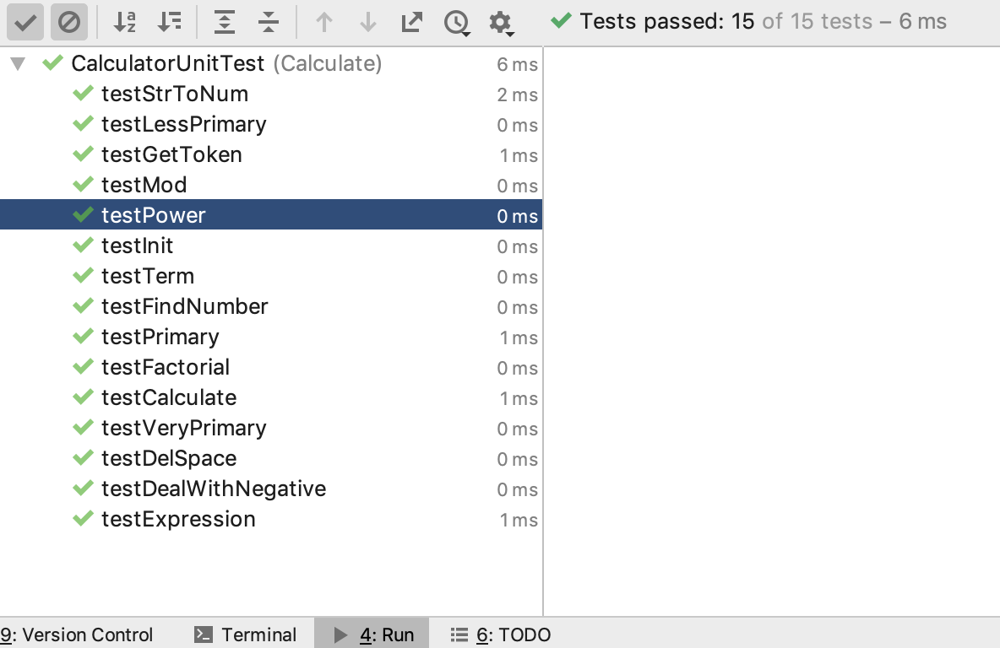 Tests passed: 15 of 15 tests – 6 ms
CalculatorUnitTest (Calculate) 6 ms
testStrToNum 2 ms
testLessPrimary 0 ms
testGetToken 1 ms
testMod 0 ms
testPower 0 ms
testInit 0 ms
testTerm 0 ms
testFindNumber 0 ms
testPrimary 1 ms
testFactorial 0 ms
testCalculate 1 ms
testVeryPrimary 0 ms
testDelSpace 0 ms
testDealWithNegative 0 ms
testExpression 1 ms
9: Version Control Terminal 4: Run 6: TODO